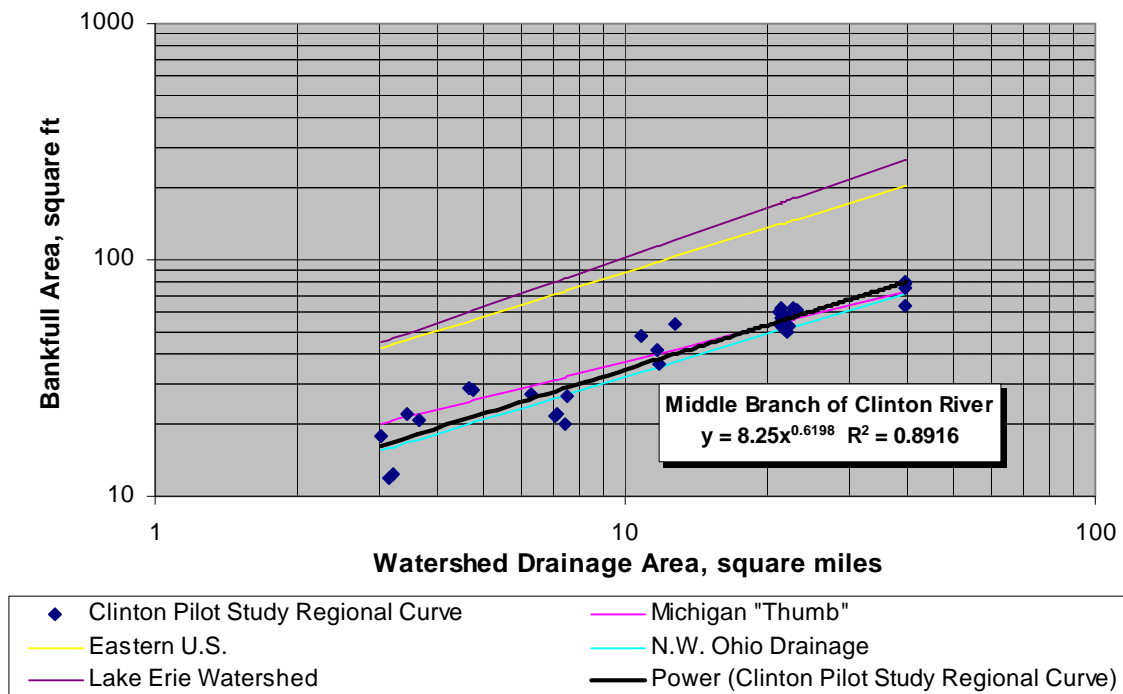 1000
100
10
1
10
100
Bankfull Area, square ft
Watershed Drainage Area, square miles
Middle Branch of Clinton River
y = 8.25x^0.6198 R² = 0.8916
Clinton Pilot Study Regional Curve
Michigan "Thumb"
Eastern U.S.
N.W. Ohio Drainage
Lake Erie Watershed
Power (Clinton Pilot Study Regional Curve)